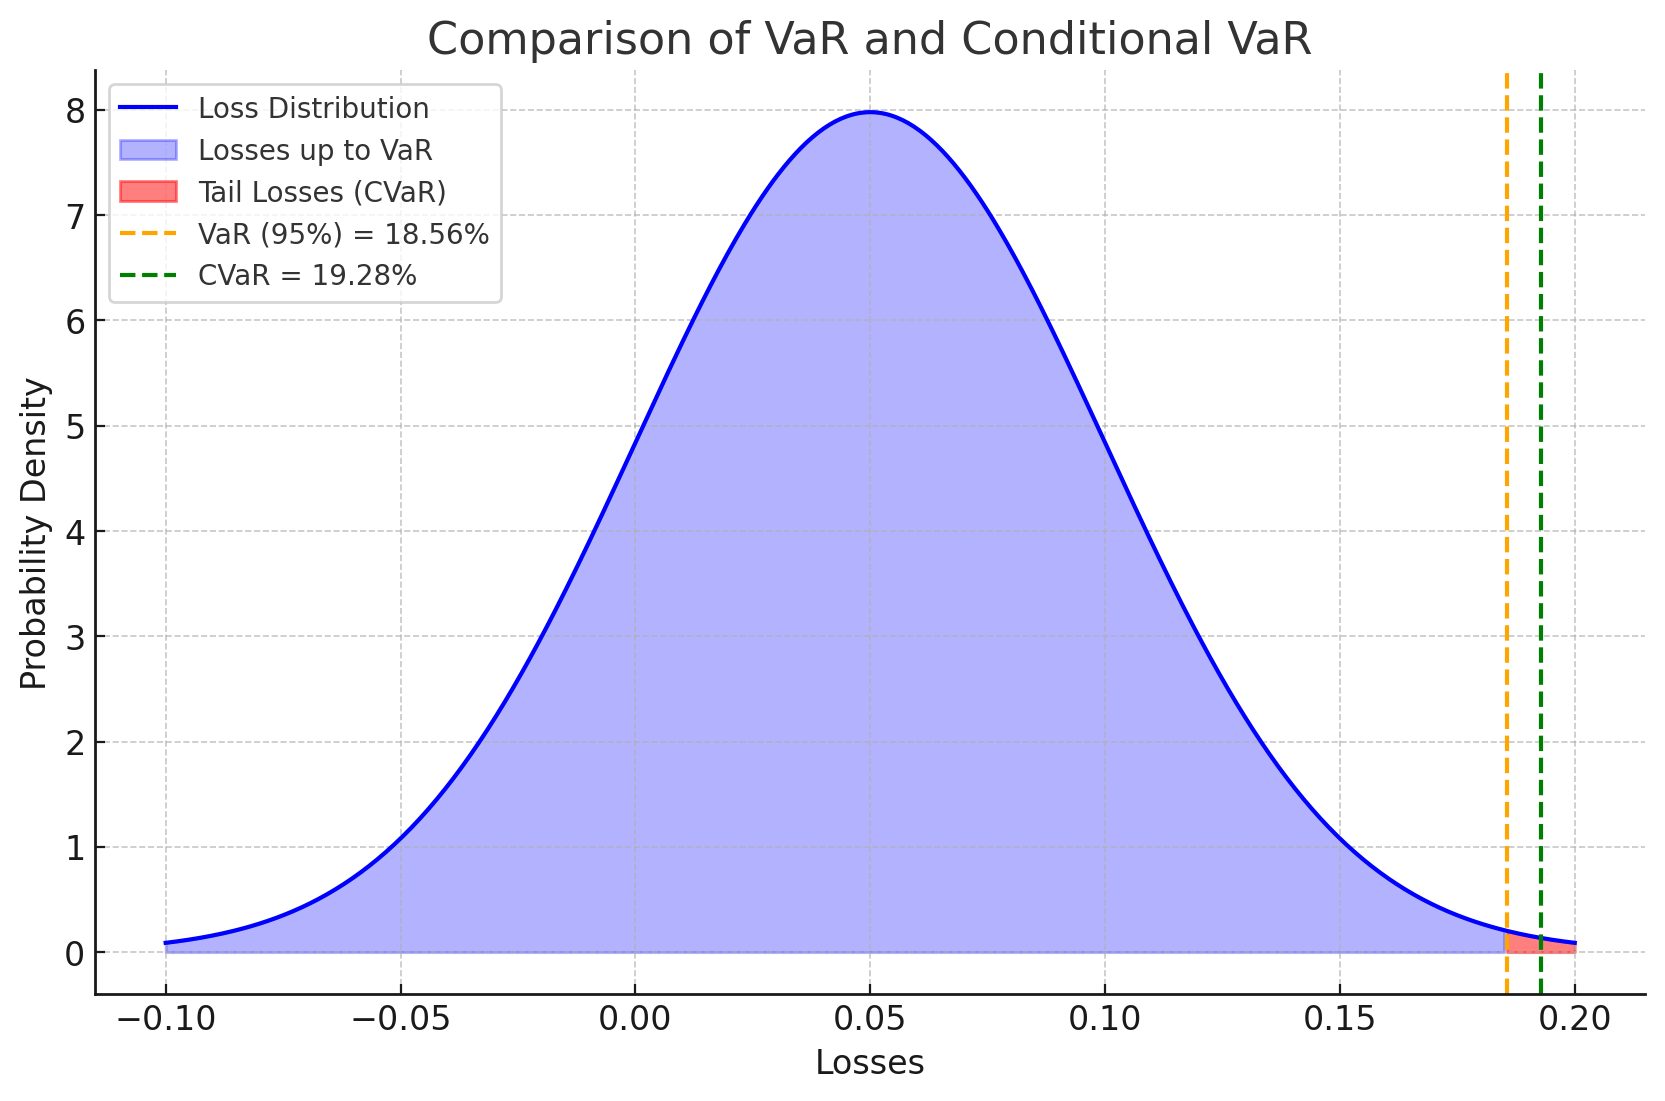 Comparison of VaR and Conditional VaR
Loss Distribution
Losses up to VaR
Tail Losses (CVaR)
VaR (95%) = 18.56%
CVaR = 19.28%
Probability Density
8
7
6
5
4
3
2
1
0
−0.10 −0.05 0.00 0.05 0.10 0.15 0.20
Losses